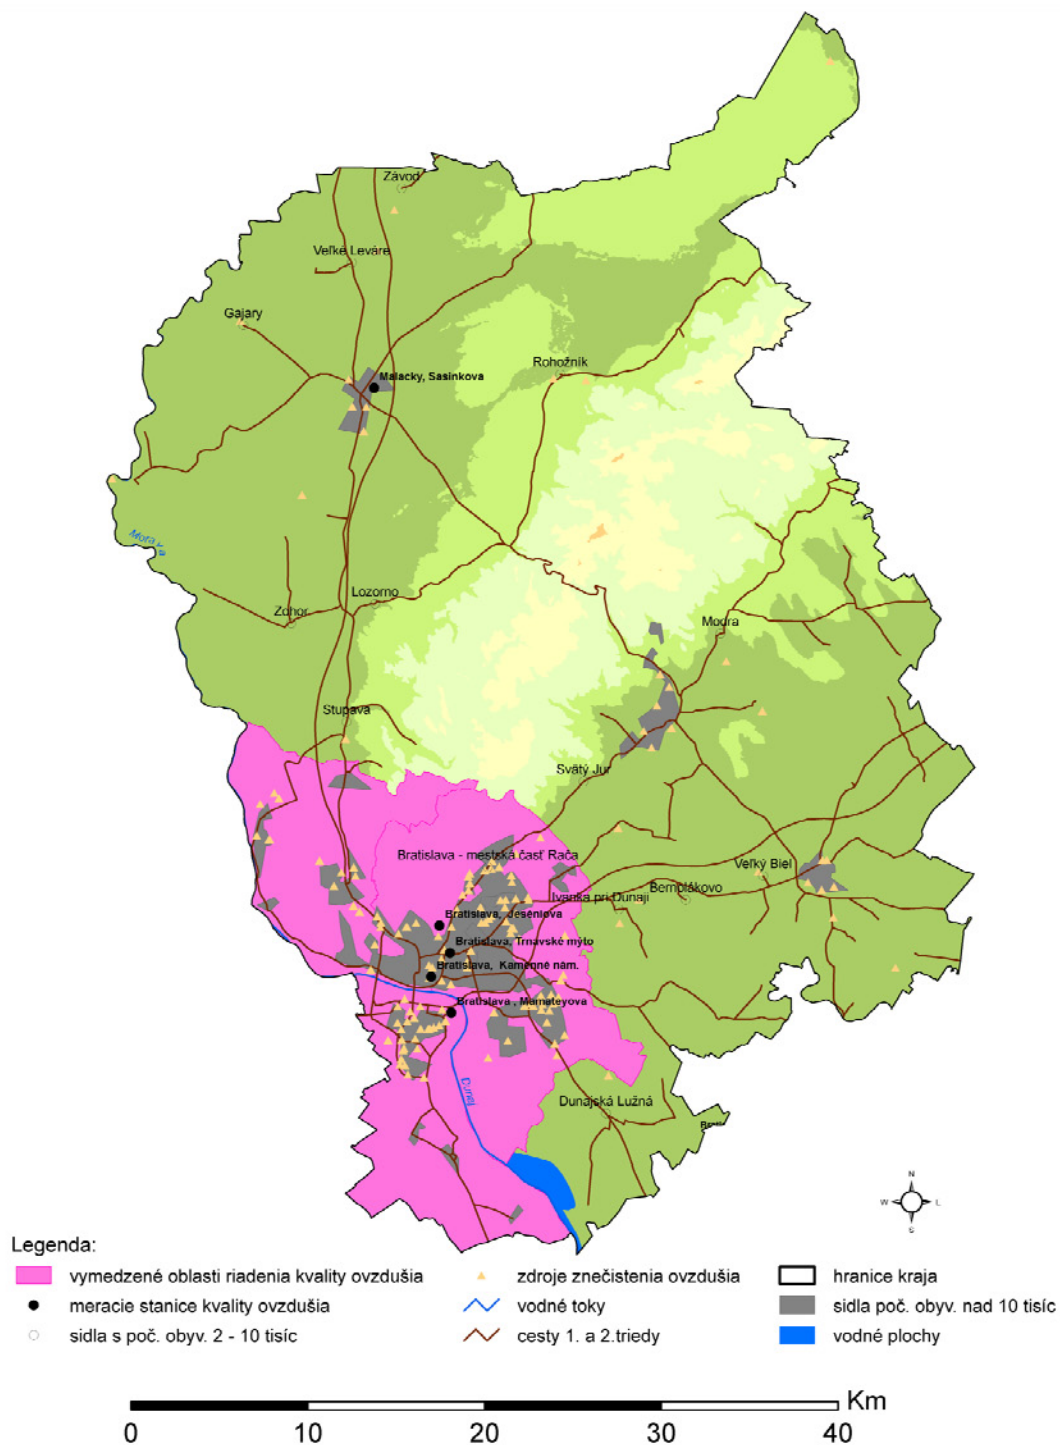 Závod
Veľké Leváre
Gajary
Rohožník
Malacky, Sasinkova
Morava
Lozorno
Zohor
Modra
Stupava
Svätý Jur
Bratislava - mestská časť Rača
Veľký Biel
Bernolákovo
Ivanka pri Dunaji
Bratislava, Jeséniova
Bratislava, Trnavské mýto
Bratislava, Kamenné nám.
Bratislava , Mamateyova
Dunaj
Dunajská Lužná
N
W
L
S
Legenda:
vymedzené oblasti riadenia kvality ovzdušia
zdroje znečistenia ovzdušia
hranice kraja
meracie stanice kvality ovzdušia
vodné toky
sidla poč. obyv. nad 10 tisíc
sidla s poč. obyv. 2 - 10 tisíc
cesty 1. a 2.triedy
vodné plochy
Km
0 10 20 30 40